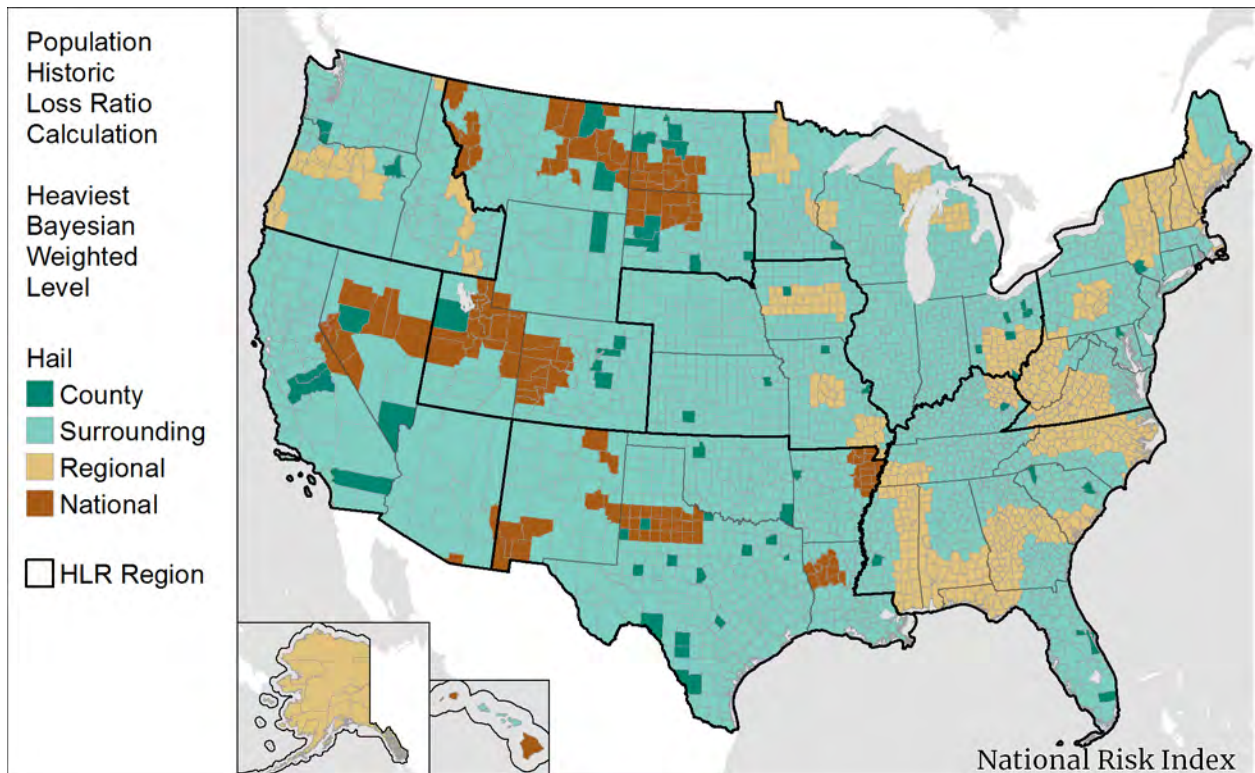 Population
Historic
Loss Ratio
Calculation
Heaviest
Bayesian
Weighted
Level
Hail
County
Surrounding
Regional
National
HLR Region
National Risk Index